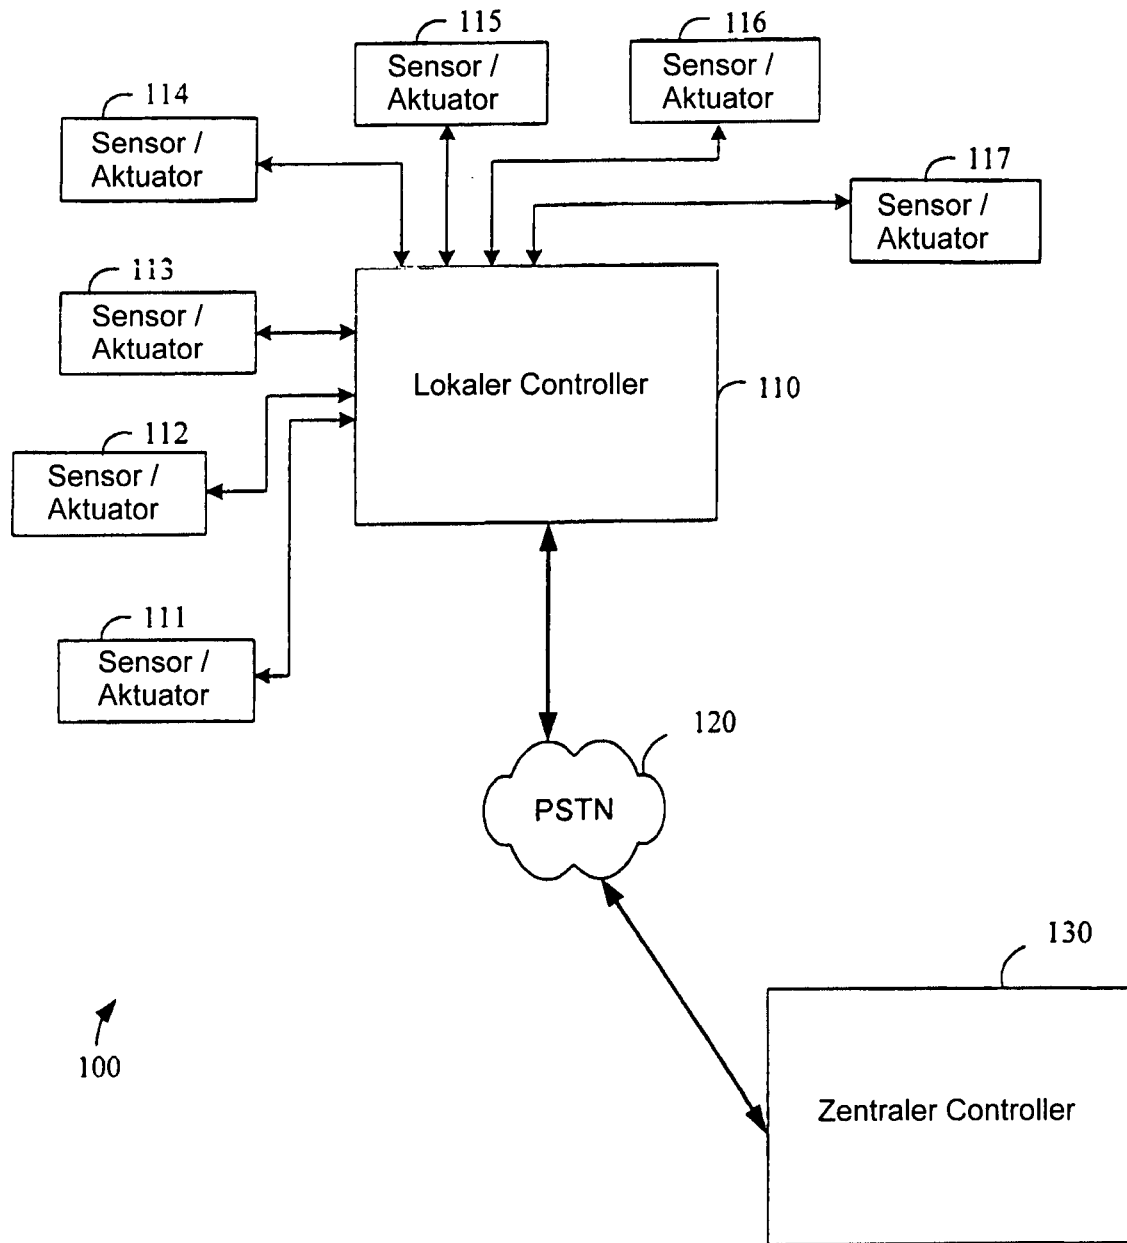 115
Sensor /
Aktuator
116
Sensor /
Aktuator
114
Sensor /
Aktuator
117
Sensor /
Aktuator
113
Sensor /
Aktuator
Lokaler Controller
110
112
Sensor /
Aktuator
111
Sensor /
Aktuator
120
PSTN
130
Zentraler Controller
100